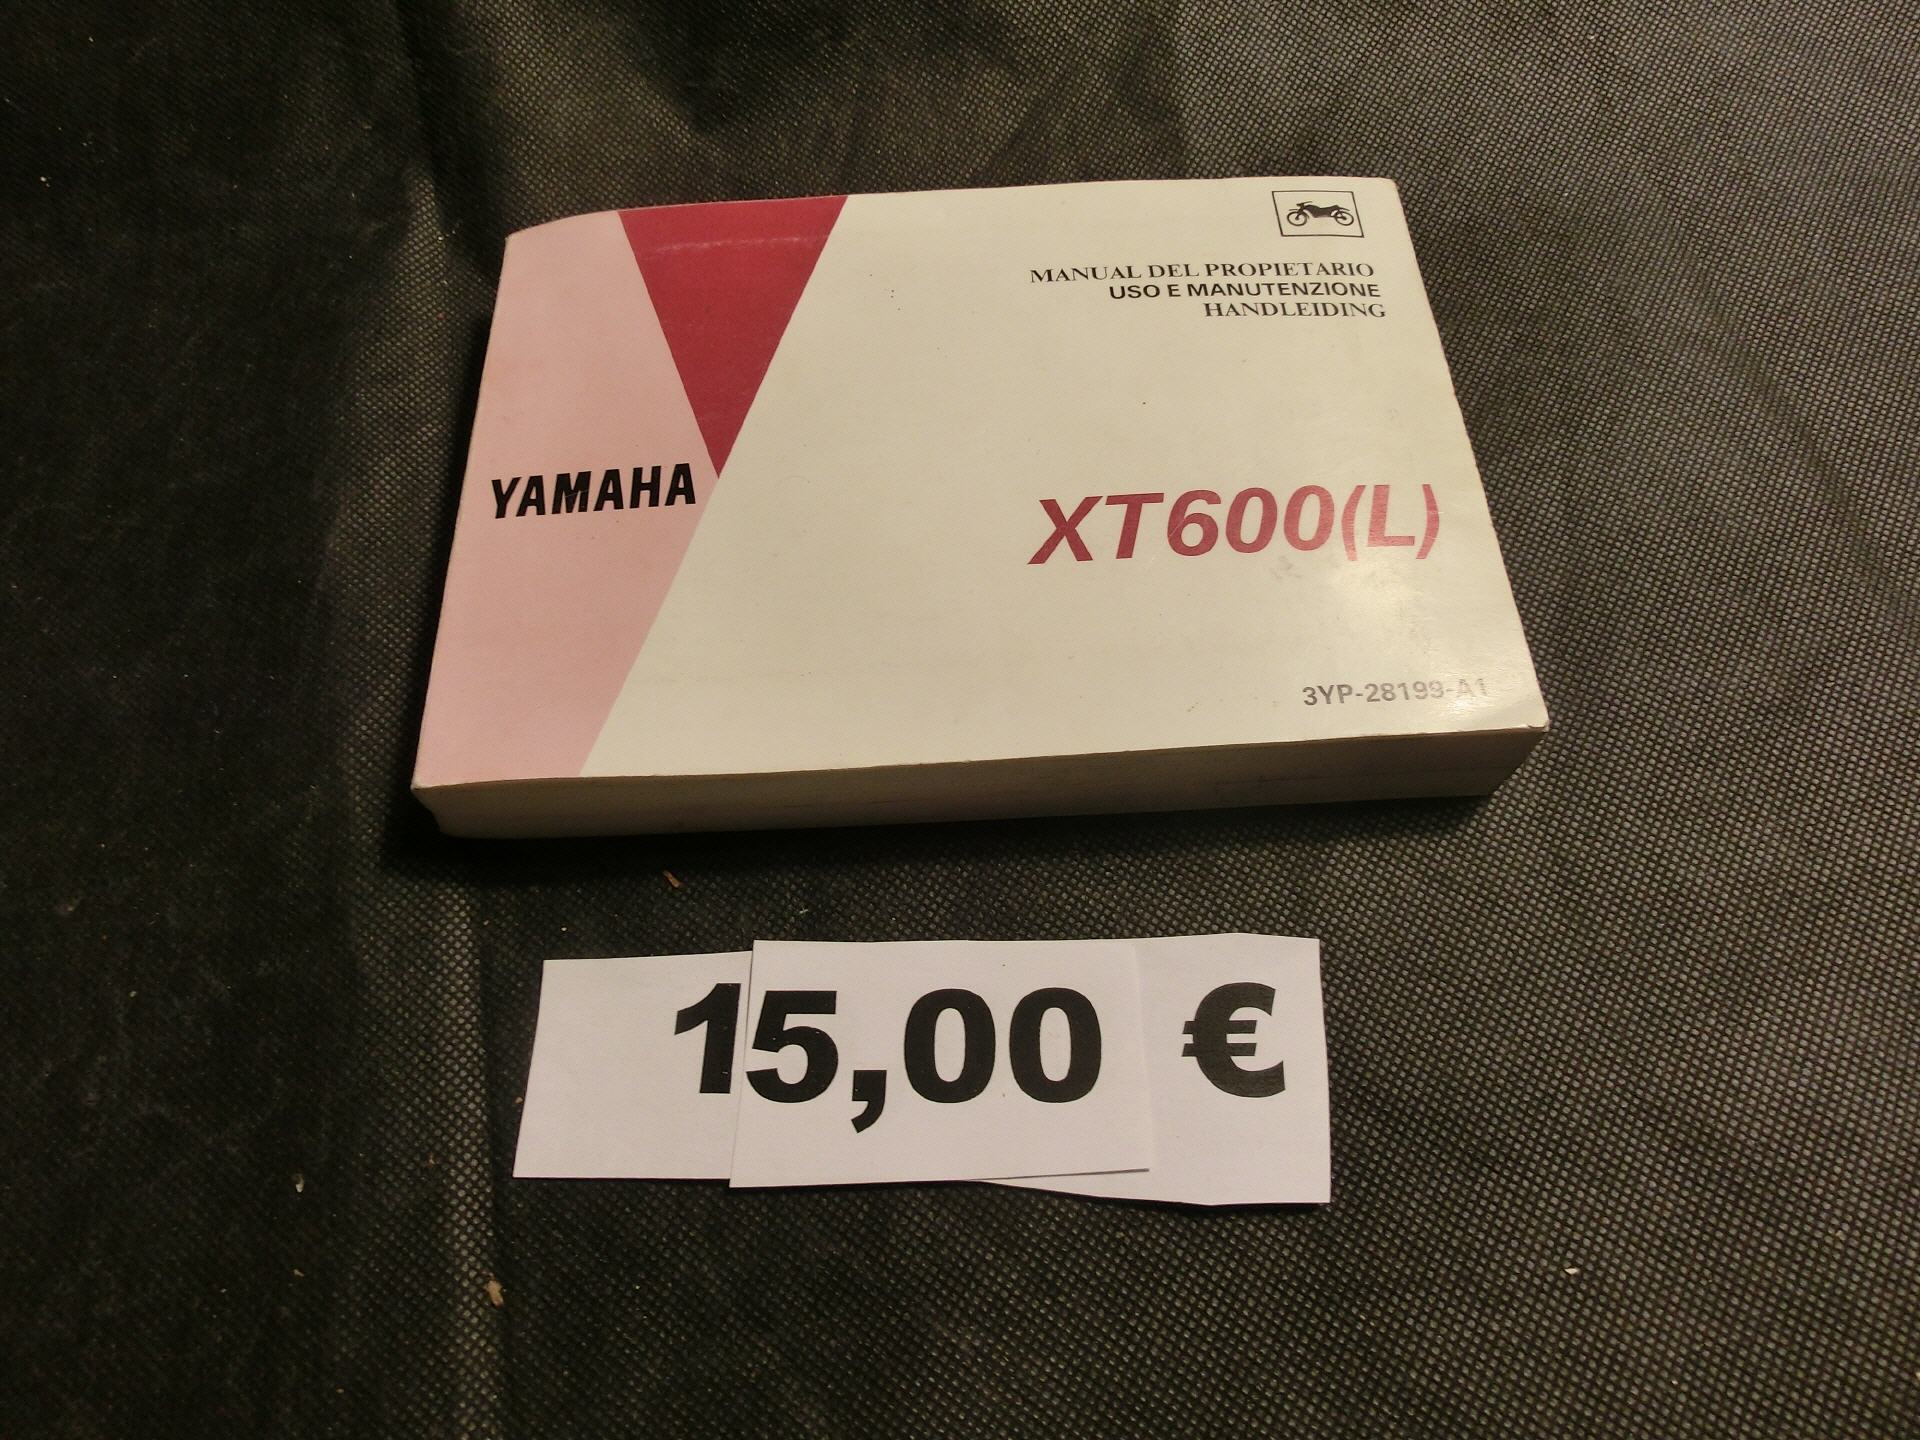 MANUAL DEL PROPIETARIO
USO E MANUTENZIONE
HANDLEIDING
YAMAHA
XT600(L)
3YP-28199-A1
15,00 €